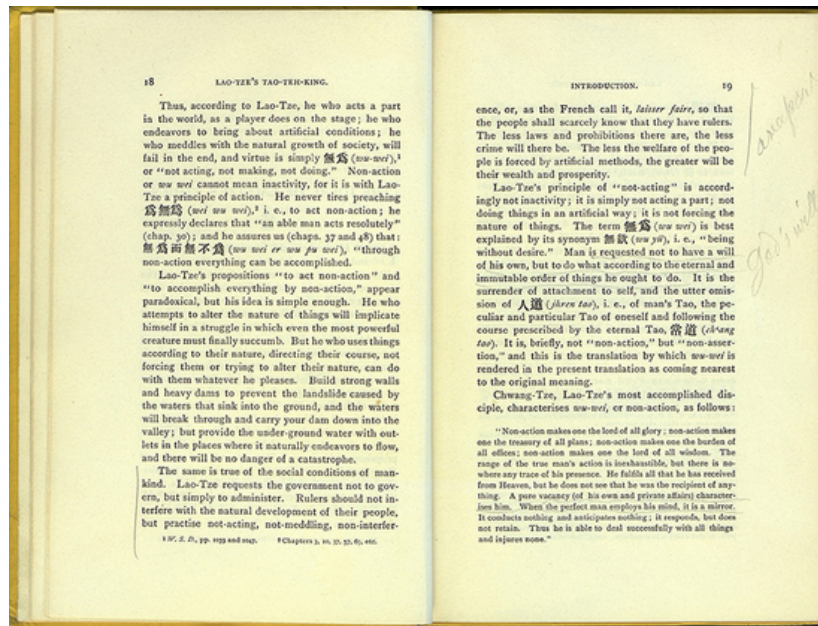 18 LAO-TZE'S TAO-TEH-KING.
Thus, according to Lao-Tze, he who acts a part
in the world, as a player does on the stage; he who
endeavors to bring about artificial conditions; he
who meddles with the natural growth of society, will
fail in the end, and virtue is simply 無爲 (wu-wei),¹
or "not acting, not making, not doing." Non-action
or wu wei cannot mean inactivity, for it is with Lao-
Tze a principle of action. He never tires preaching
爲無爲 (wei wu wei),² i. e., to act non-action; he
expressly declares that "an able man acts resolutely"
(chap. 30); and he assures us (chaps. 37 and 48) that:
無爲而無不爲 (wu wei er wu pu wei), "through
non-action everything can be accomplished.
Lao-Tze's propositions "to act non-action" and
"to accomplish everything by non-action," appear
paradoxical, but his idea is simple enough. He who
attempts to alter the nature of things will implicate
himself in a struggle in which even the most powerful
creature must finally succumb. But he who uses things
according to their nature, directing their course, not
forcing them or trying to alter their nature, can do
with them whatever he pleases. Build strong walls
and heavy dams to prevent the landslide caused by
the waters that sink into the ground, and the waters
will break through and carry your dam down into the
valley; but provide the under-ground water with out-
lets in the places where it naturally endeavors to flow,
and there will be no danger of a catastrophe.
The same is true of the social conditions of man-
kind. Lao-Tze requests the government not to gov-
ern, but simply to administer. Rulers should not in-
terfere with the natural development of their people,
but practise not-acting, not-meddling, non-interfer-
¹ W. S. D., pp. 1059 and 1047. ² Chapters 3, 10, 37, 57, 63, etc.
INTRODUCTION. 19
ence, or, as the French call it, laisser faire, so that
the people shall scarcely know that they have rulers.
The less laws and prohibitions there are, the less
crime will there be. The less the welfare of the peo-
ple is forced by artificial methods, the greater will be
their wealth and prosperity.
Lao-Tze's principle of "not-acting" is accord-
ingly not inactivity; it is simply not acting a part; not
doing things in an artificial way; it is not forcing the
nature of things. The term 無爲 (wu wei) is best
explained by its synonym 無欲 (wu yü), i. e., "being
without desire." Man is requested not to have a will
of his own, but to do what according to the eternal and
immutable order of things he ought to do. It is the
surrender of attachment to self, and the utter omis-
sion of 人道 (jhren tao), i. e., of man's Tao, the pe-
culiar and particular Tao of oneself and following the
course prescribed by the eternal Tao, 常道 (ch'ang
tao). It is, briefly, not "non-action," but "non-asser-
tion," and this is the translation by which wu-wei is
rendered in the present translation as coming nearest
to the original meaning.
Chwang-Tze, Lao-Tze's most accomplished dis-
ciple, characterises wu-wei, or non-action, as follows:
"Non-action makes one the lord of all glory; non-action makes
one the treasury of all plans; non-action makes one the burden of
all offices; non-action makes one the lord of all wisdom. The
range of the true man's action is inexhaustible, but there is no-
where any trace of his presence. He fulfils all that he has received
from Heaven, but he does not see that he was the recipient of any-
thing. A pure vacancy (of his own and private affairs) character-
ises him. When the perfect man employs his mind, it is a mirror.
It conducts nothing and anticipates nothing; it responds, but does
not retain. Thus he is able to deal successfully with all things
and injures none."
God's will